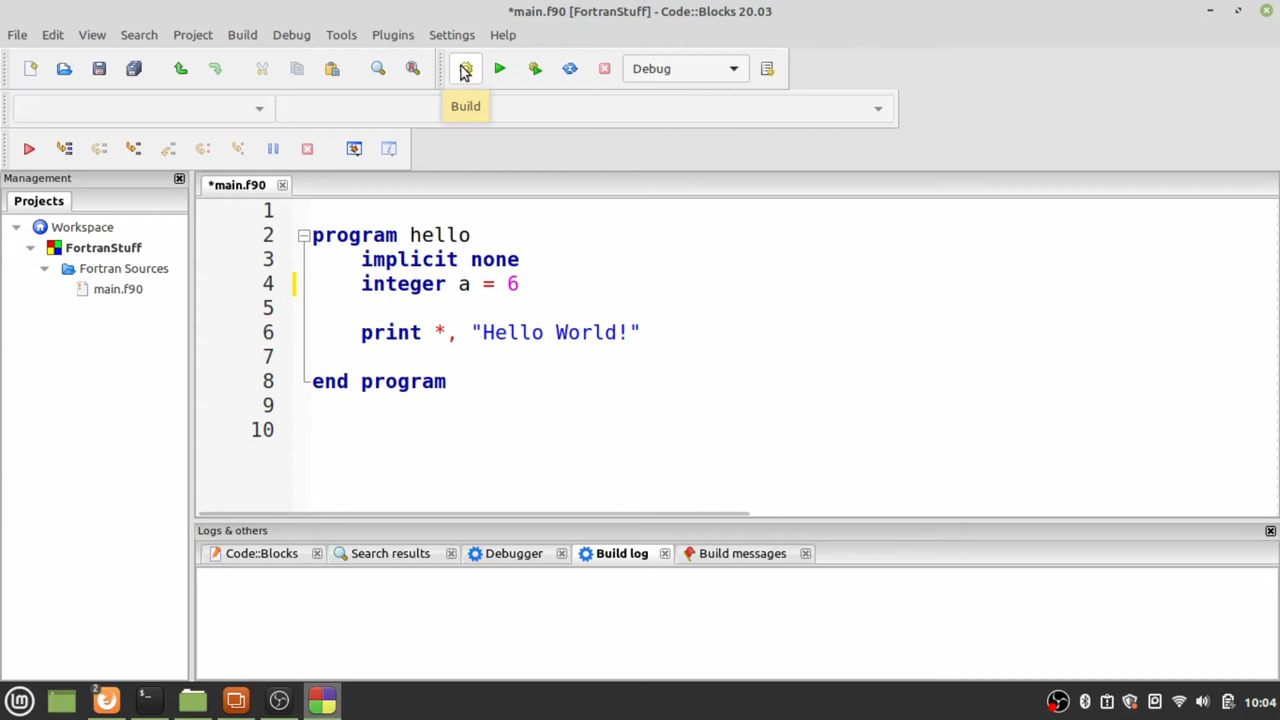 *main.f90 [FortranStuff] - Code::Blocks 20.03
File Edit View Search Project Build Debug Tools Plugins Settings Help
Debug
Build
Management
*main.f90
Projects
Workspace
FortranStuff
Fortran Sources
main.f90
1
2 program hello
3 implicit none
4 integer a = 6
5
6 print *, "Hello World!"
7
8 end program
9
10
Logs & others
Code::Blocks Search results Debugger Build log Build messages
2
10:04